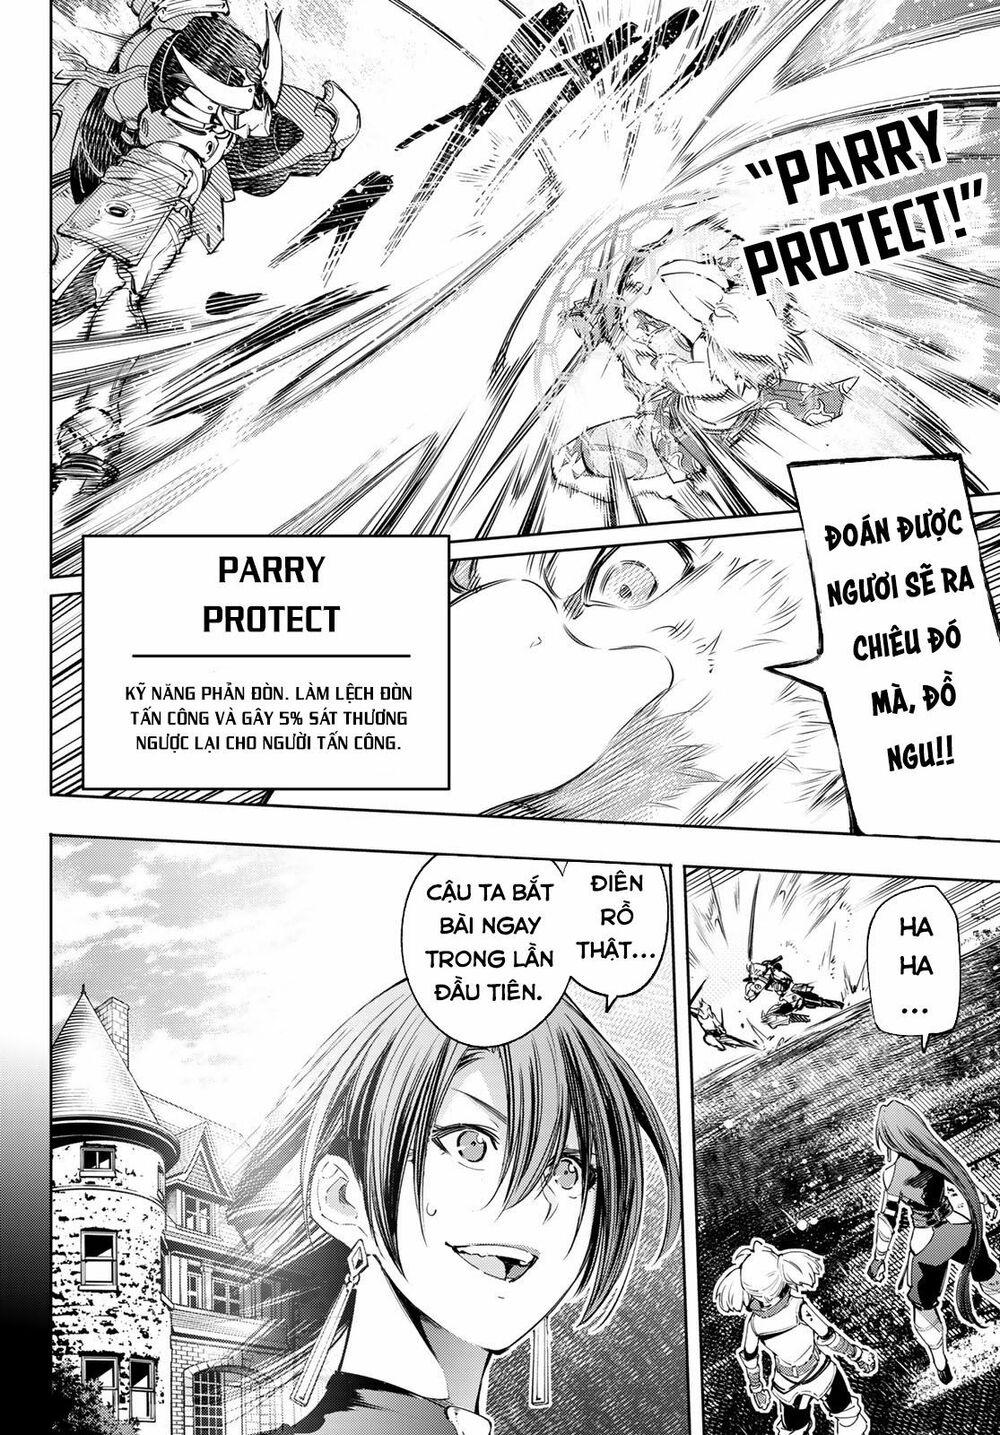 "PARRY
PROTECT!"
ĐOÁN ĐƯỢC
NGƯƠI SẼ RA
CHIÊU ĐÓ
MÀ, ĐỒ
NGU!!
PARRY
PROTECT
KỸ NĂNG PHẢN ĐÒN. LÀM LỆCH ĐÒN
TẤN CÔNG VÀ GÂY 5% SÁT THƯƠNG
NGƯỢC LẠI CHO NGƯỜI TẤN CÔNG.
HA
HA
...
ĐIÊN
RỒ
THẬT...
CẬU TA BẮT
BÀI NGAY
TRONG LẦN
ĐẦU TIÊN.